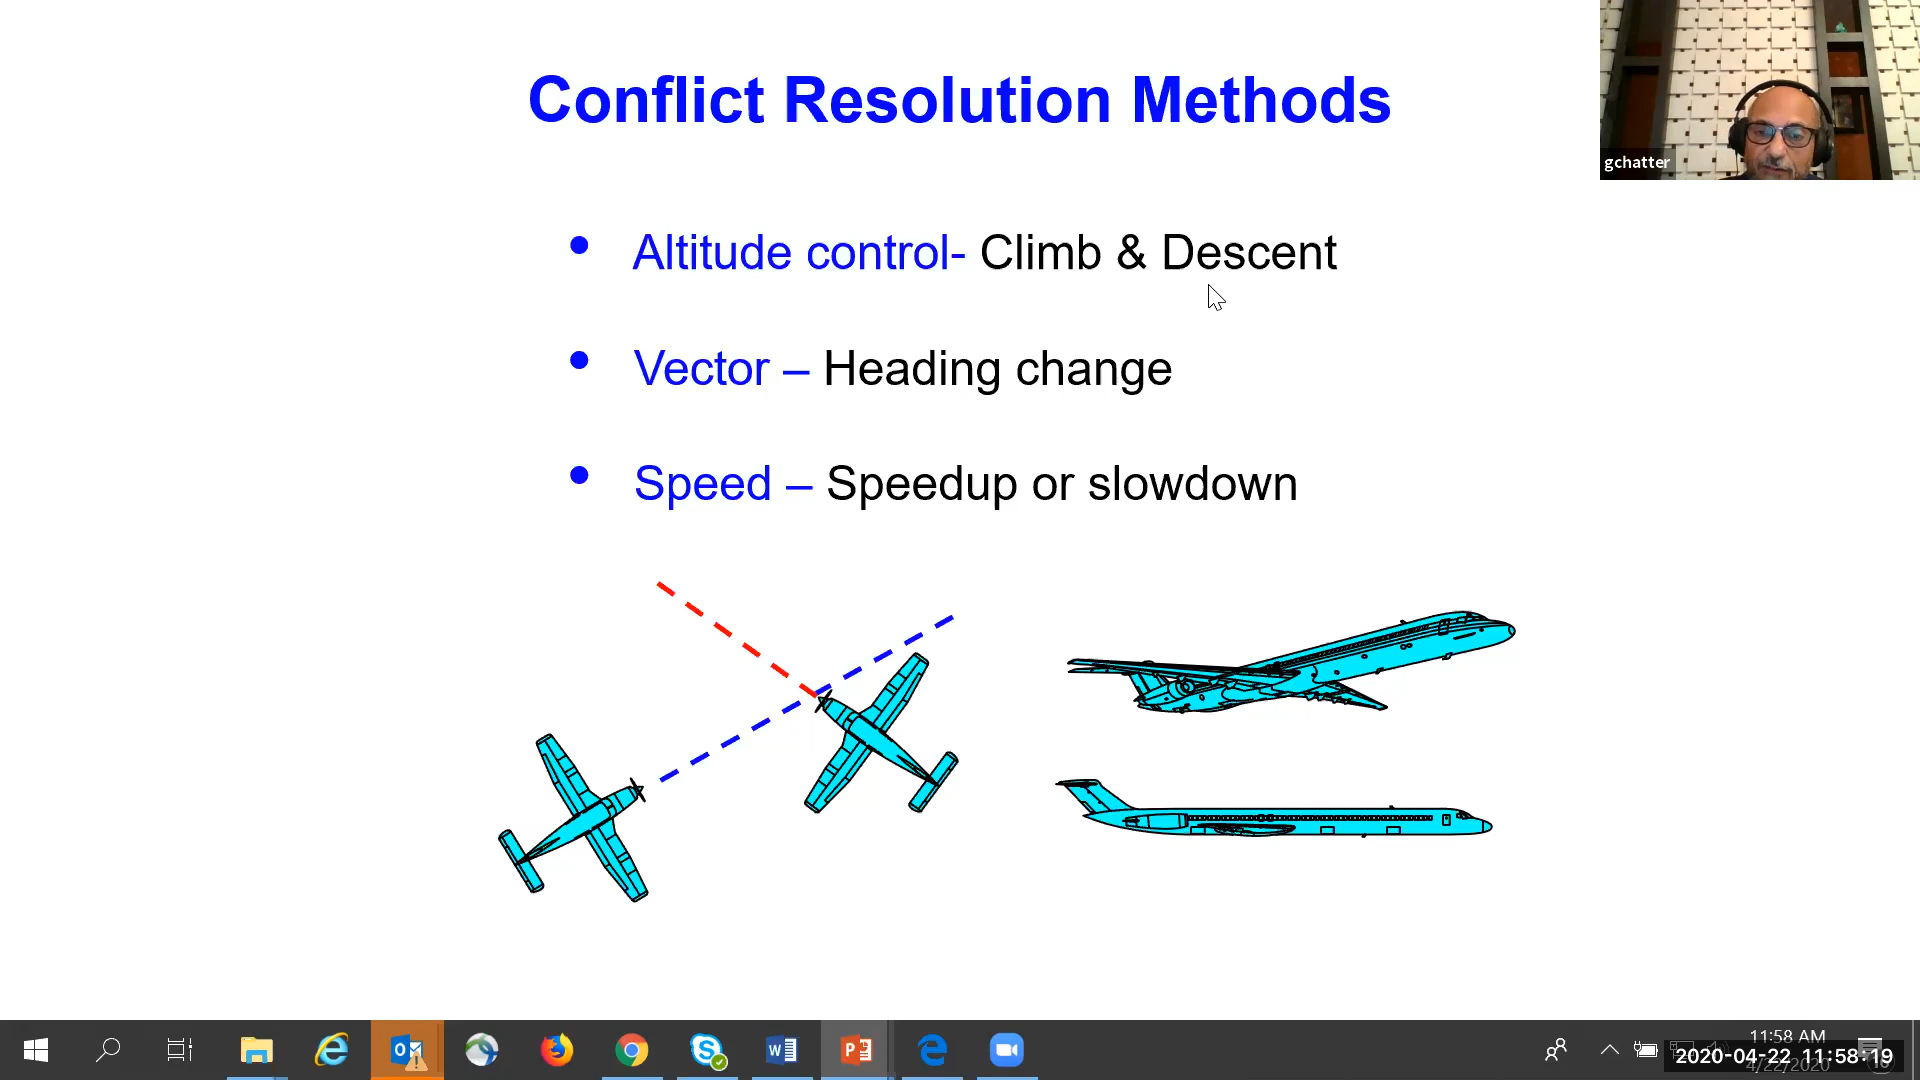 Conflict Resolution Methods
gchatter
• Altitude control- Climb & Descent
• Vector – Heading change
• Speed – Speedup or slowdown
11:58 AM
2020-04-22 11:58:19
4/22/2020